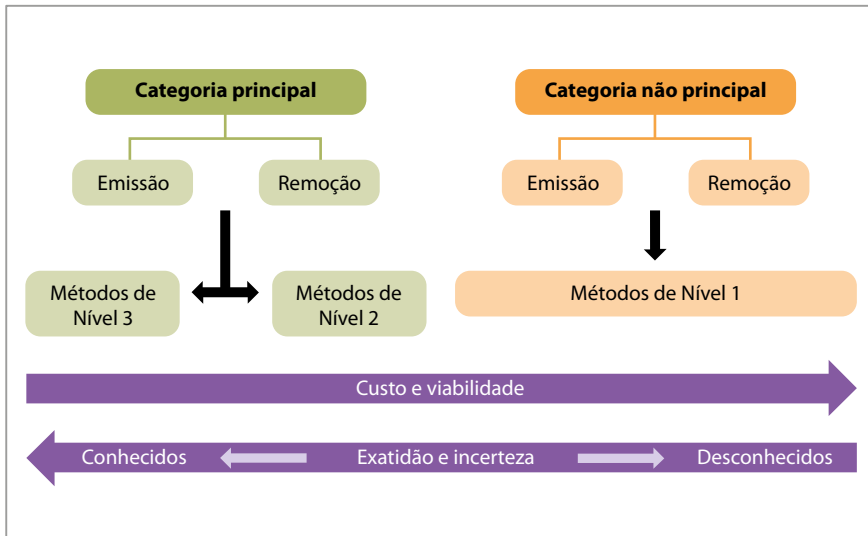 Categoria principal
Categoria não principal
Emissão
Remoção
Emissão
Remoção
Métodos de
Nível 3
Métodos de
Nível 2
Métodos de Nível 1
Custo e viabilidade
Conhecidos
Exatidão e incerteza
Desconhecidos